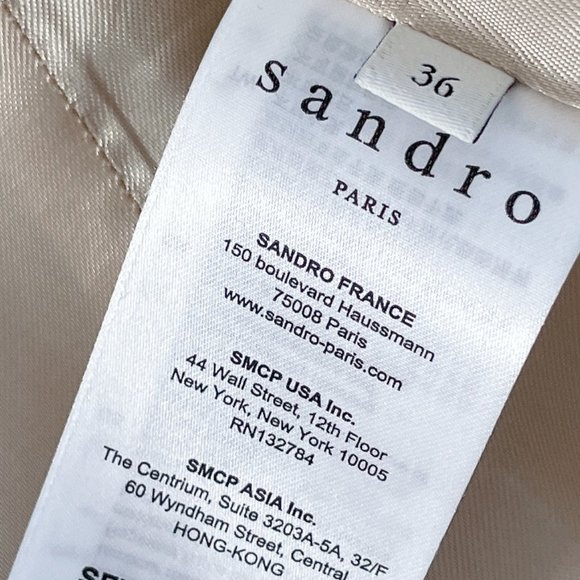 36
sandro
PARIS
SANDRO FRANCE
150 boulevard Haussmann
75008 Paris
www.sandro-paris.com
SMCP USA Inc.
44 Wall Street, 12th Floor
New York, New York 10005
RN132784
SMCP ASIA Inc.
The Centrium, Suite 3203A-5A, 32/F
60 Wyndham Street, Central
HONG-KONG